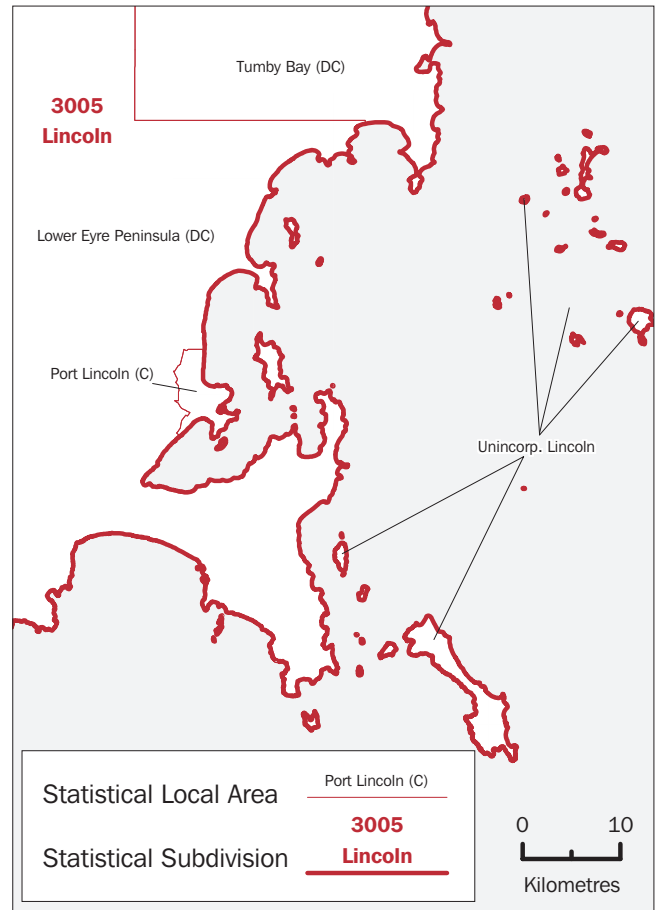 Tumby Bay (DC)
3005
Lincoln
Lower Eyre Peninsula (DC)
Port Lincoln (C)
Unincorp. Lincoln
Statistical Local Area
Port Lincoln (C)
Statistical Subdivision
3005
Lincoln
0 10
Kilometres